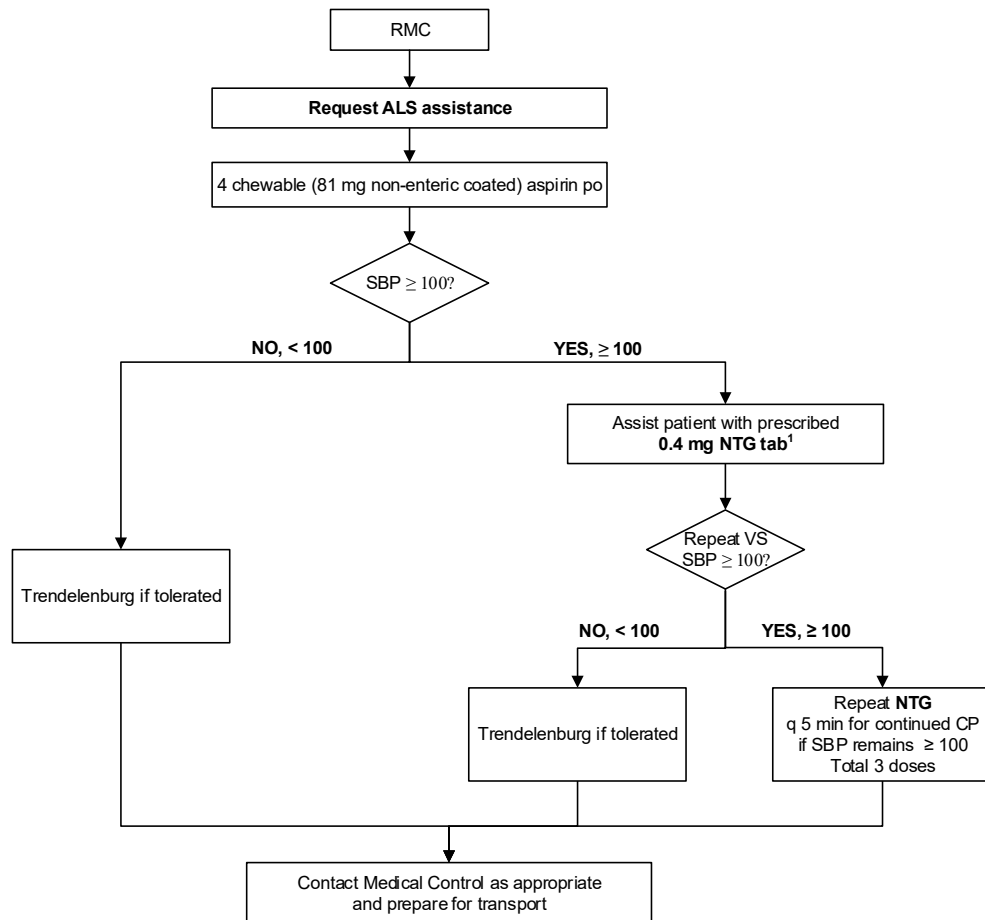 RMC
Request ALS assistance
4 chewable (81 mg non-enteric coated) aspirin po
SBP ≥ 100?
NO, < 100
YES, ≥ 100
Assist patient with prescribed
0.4 mg NTG tab¹
Repeat VS
SBP ≥ 100?
Trendelenburg if tolerated
NO, < 100
YES, ≥ 100
Trendelenburg if tolerated
Repeat NTG
q 5 min for continued CP
if SBP remains ≥ 100
Total 3 doses
Contact Medical Control as appropriate
and prepare for transport